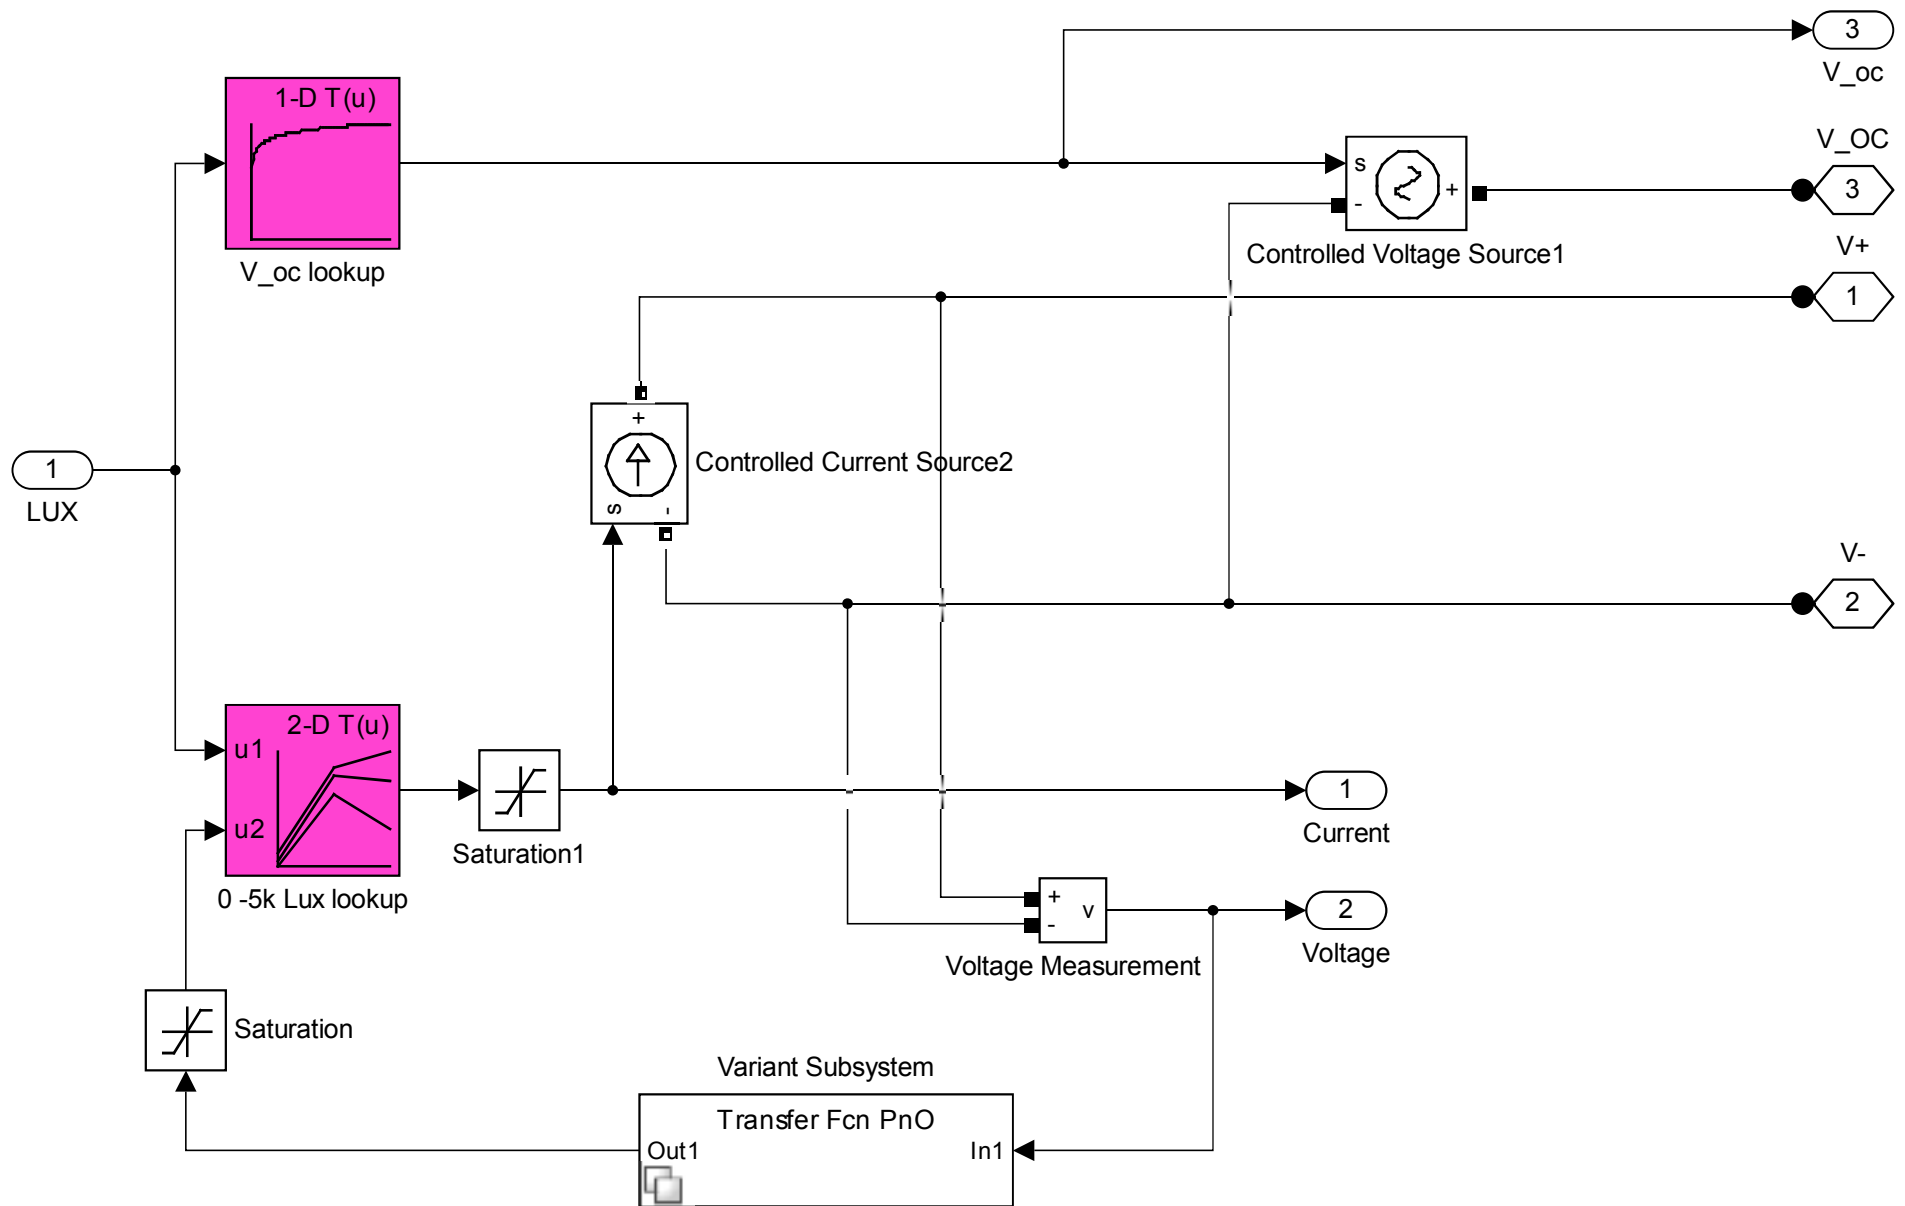 3
V_oc
1-D T(u)
V_oc lookup
s
-
+
Controlled Voltage Source1
V_OC
3
V+
1
+
s
-
Controlled Current Source2
1
LUX
V-
2
2-D T(u)
u1
u2
0 -5k Lux lookup
Saturation1
1
Current
+
-
v
Voltage Measurement
2
Voltage
Saturation
Variant Subsystem
Transfer Fcn PnO
Out1
In1